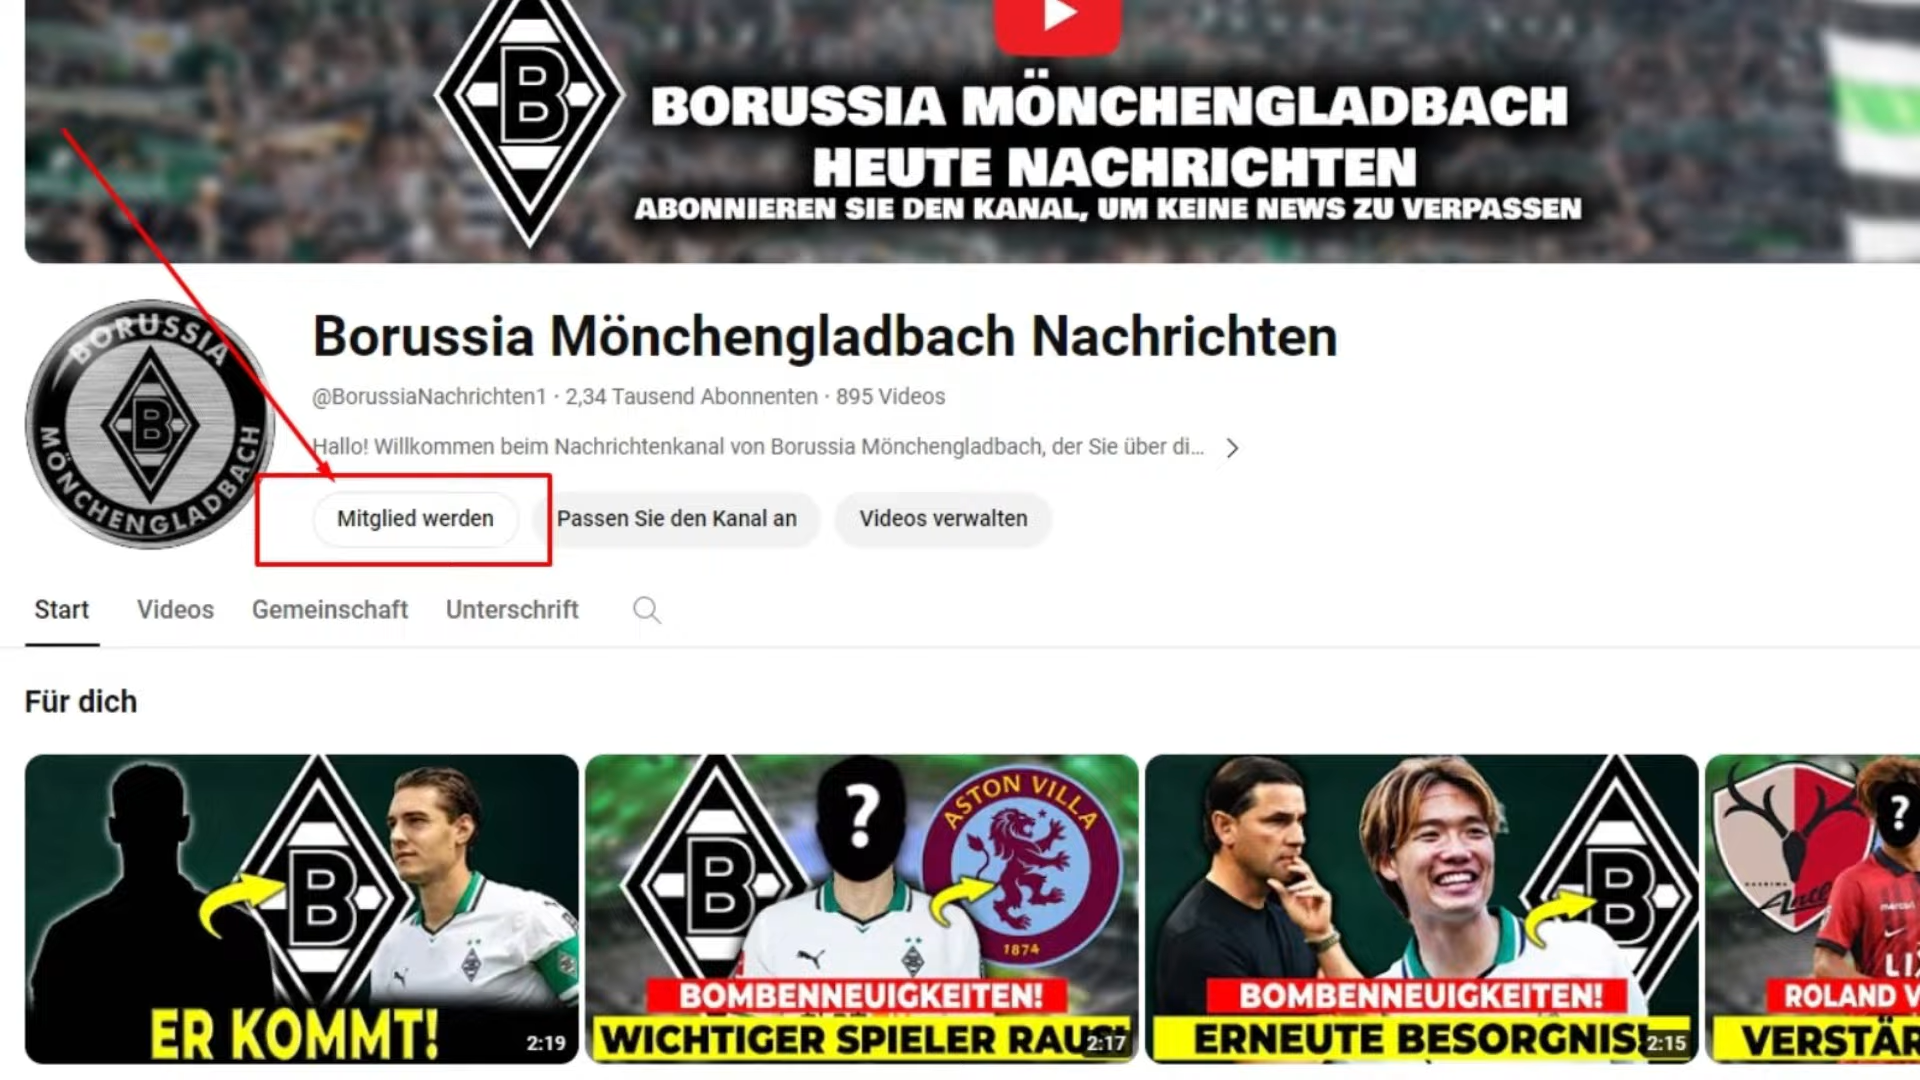 B
BORUSSIA MÖNCHENGLADBACH
HEUTE NACHRICHTEN
ABONNIEREN SIE DEN KANAL, UM KEINE NEWS ZU VERPASSEN
BORUSSIA
B
MÖNCHENGLADBACH
Borussia Mönchengladbach Nachrichten
@BorussiaNachrichten1 · 2,34 Tausend Abonnenten · 895 Videos
Hallo! Willkommen beim Nachrichtenkanal von Borussia Mönchengladbach, der Sie über di...
Mitglied werden
Passen Sie den Kanal an
Videos verwalten
Start
Videos
Gemeinschaft
Unterschrift
Für dich
B
ER KOMMT!
2:19
B
?
ASTON VILLA
1874
BOMBENNEUIGKEITEN!
WICHTIGER SPIELER RAUS!
2:17
B
BOMBENNEUIGKEITEN!
ERNEUTE BESORGNIS!
2:15
?
ROLAND V
VERSTÄR